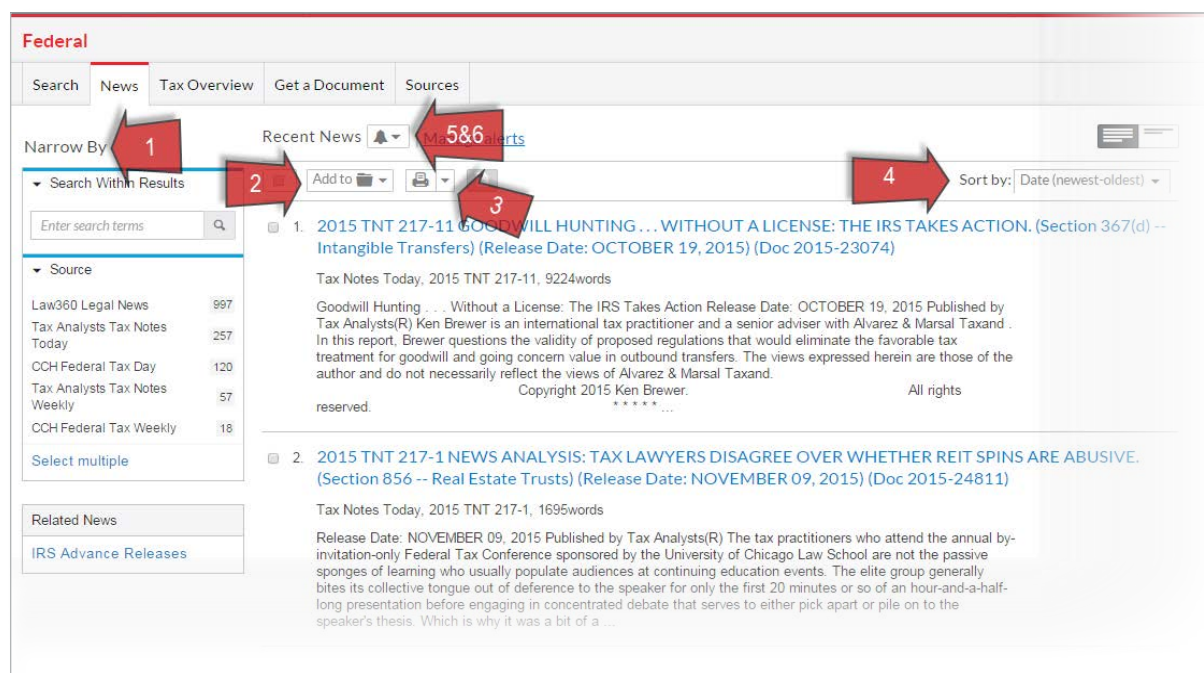 Federal
Search News Tax Overview Get a Document Sources
Narrow By
1
Recent News
5&6
alerts
Search Within Results
2
Add to
3
4
Sort by: Date (newest-oldest)
Enter search terms
Source
Law360 Legal News 997
Tax Analysts Tax Notes
Today 257
CCH Federal Tax Day 120
Tax Analysts Tax Notes
Weekly 57
CCH Federal Tax Weekly 18
Select multiple
Related News
IRS Advance Releases
1. 2015 TNT 217-11 GOODWILL HUNTING . . . WITHOUT A LICENSE: THE IRS TAKES ACTION. (Section 367(d) --
Intangible Transfers) (Release Date: OCTOBER 19, 2015) (Doc 2015-23074)
Tax Notes Today, 2015 TNT 217-11, 9224words
Goodwill Hunting . . . Without a License: The IRS Takes Action Release Date: OCTOBER 19, 2015 Published by
Tax Analysts(R) Ken Brewer is an international tax practitioner and a senior adviser with Alvarez & Marsal Taxand .
In this report, Brewer questions the validity of proposed regulations that would eliminate the favorable tax
treatment for goodwill and going concern value in outbound transfers. The views expressed herein are those of the
author and do not necessarily reflect the views of Alvarez & Marsal Taxand.
Copyright 2015 Ken Brewer. All rights
reserved. * * * * * ...
2. 2015 TNT 217-1 NEWS ANALYSIS: TAX LAWYERS DISAGREE OVER WHETHER REIT SPINS ARE ABUSIVE.
(Section 856 -- Real Estate Trusts) (Release Date: NOVEMBER 09, 2015) (Doc 2015-24811)
Tax Notes Today, 2015 TNT 217-1, 1695words
Release Date: NOVEMBER 09, 2015 Published by Tax Analysts(R) The tax practitioners who attend the annual by-
invitation-only Federal Tax Conference sponsored by the University of Chicago Law School are not the passive
sponges of learning who usually populate audiences at continuing education events. The elite group generally
bites its collective tongue out of deference to the speaker for only the first 20 minutes or so of an hour-and-a-half-
long presentation before engaging in concentrated debate that serves to either pick apart or pile on to the
speaker's thesis. Which is why it was a bit of a ...